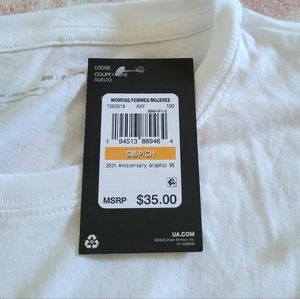 LOOSE
COUPE LÂCHE
SUELTO
WOMENS/FEMMES/MUJERES
1362618 AVY 100
1 94513 88946 4
SM/P/CH
25th Anniversary Graphic SS
MSRP $35.00
UA.COM